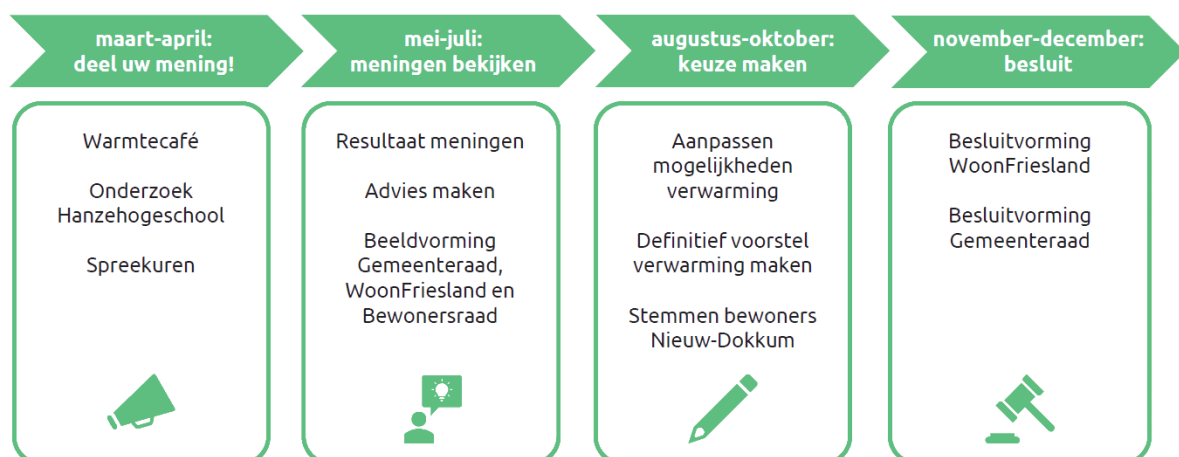 maart-april:
deel uw mening!
mei-juli:
meningen bekijken
augustus-oktober:
keuze maken
november-december:
besluit
Warmtecafé
Onderzoek
Hanzehogeschool
Spreekuren
Resultaat meningen
Advies maken
Beeldvorming
Gemeenteraad,
WoonFriesland en
Bewonersraad
Aanpassen
mogelijkheden
verwarming
Definitief voorstel
verwarming maken
Stemmen bewoners
Nieuw-Dokkum
Besluitvorming
WoonFriesland
Besluitvorming
Gemeenteraad